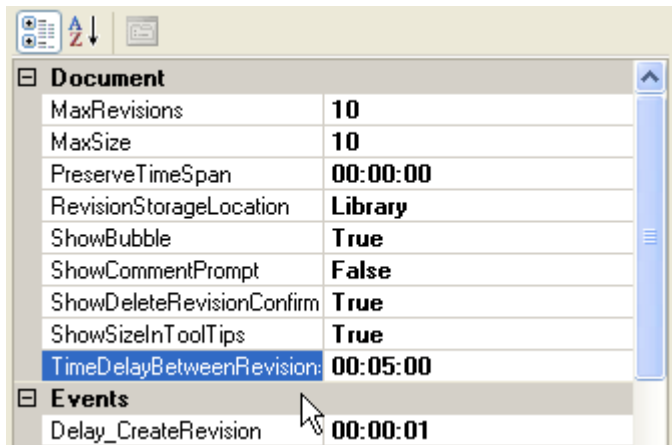 Document
MaxRevisions 10
MaxSize 10
PreserveTimeSpan 00:00:00
RevisionStorageLocation Library
ShowBubble True
ShowCommentPrompt False
ShowDeleteRevisionConfirm True
ShowSizeInToolTips True
TimeDelayBetweenRevision 00:05:00
Events
Delay_CreateRevision 00:00:01